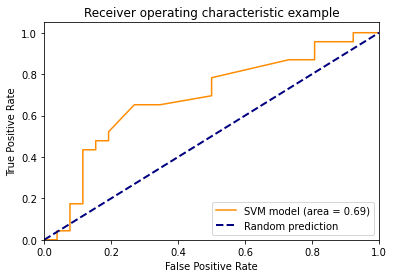 Receiver operating characteristic example
True Positive Rate
1.0
0.8
0.6
0.4
0.2
0.0
SVM model (area = 0.69)
Random prediction
0.0 0.2 0.4 0.6 0.8 1.0
False Positive Rate